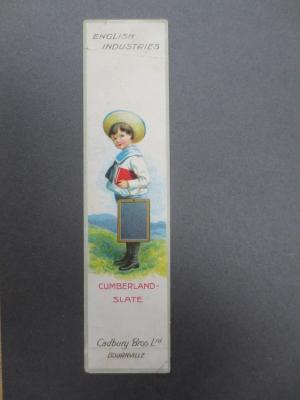 ENGLISH
INDUSTRIES
CUMBERLAND-
SLATE
Cadbury Bros Ltd
BOURNVILLE